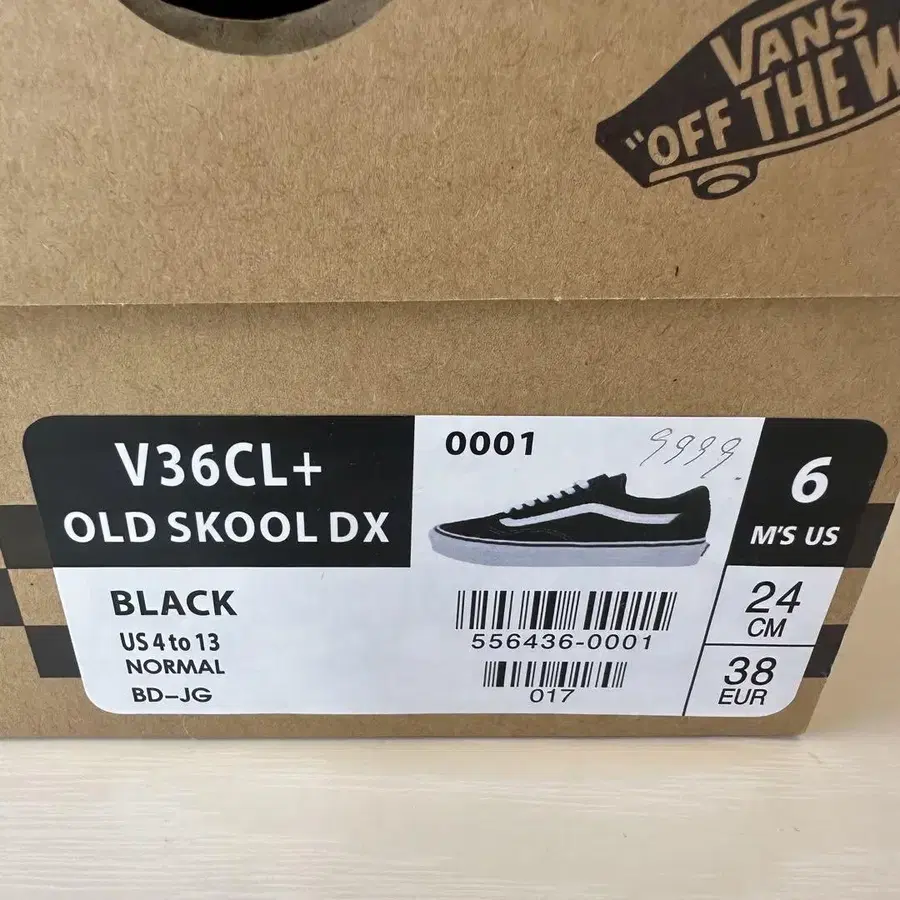 VANS
"OFF THE W
V36CL+
OLD SKOOL DX
0001
9999
6
M'S US
BLACK
US 4 to 13
NORMAL
BD-JG
556436-0001
017
24
CM
38
EUR